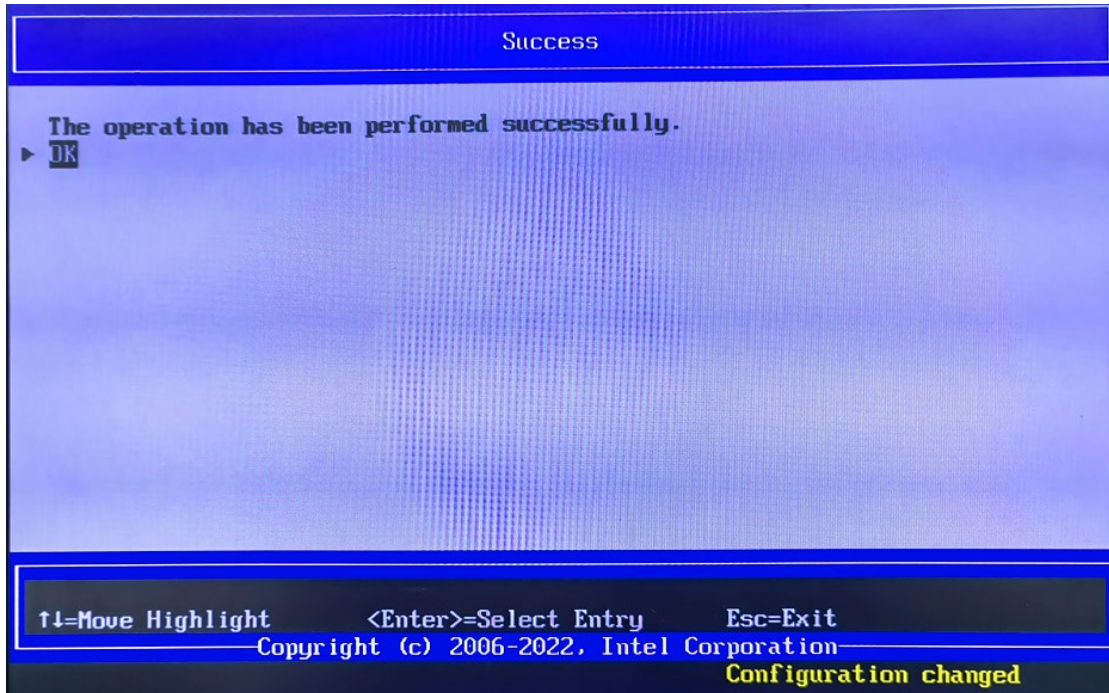 Success
The operation has been performed successfully.
► OK
↑↓=Move Highlight <Enter>=Select Entry Esc=Exit
Copyright (c) 2006-2022, Intel Corporation
Configuration changed